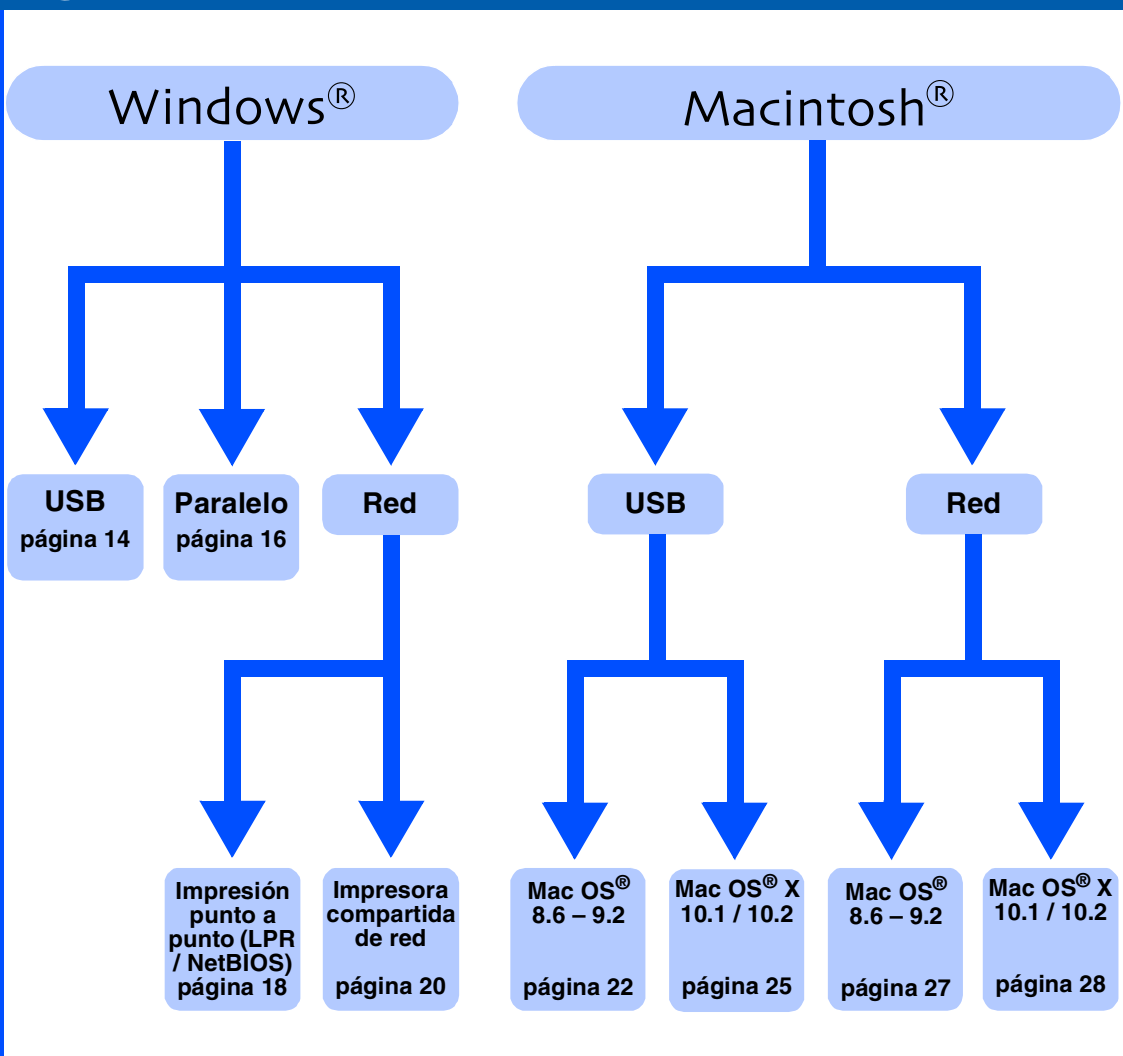 Windows®
Macintosh®
USB
página 14
Paralelo
página 16
Red
USB
Red
Impresión
punto a
punto (LPR
/ NetBIOS)
página 18
Impresora
compartida
de red
página 20
Mac OS®
8.6 – 9.2
página 22
Mac OS® X
10.1 / 10.2
página 25
Mac OS®
8.6 – 9.2
página 27
Mac OS® X
10.1 / 10.2
página 28